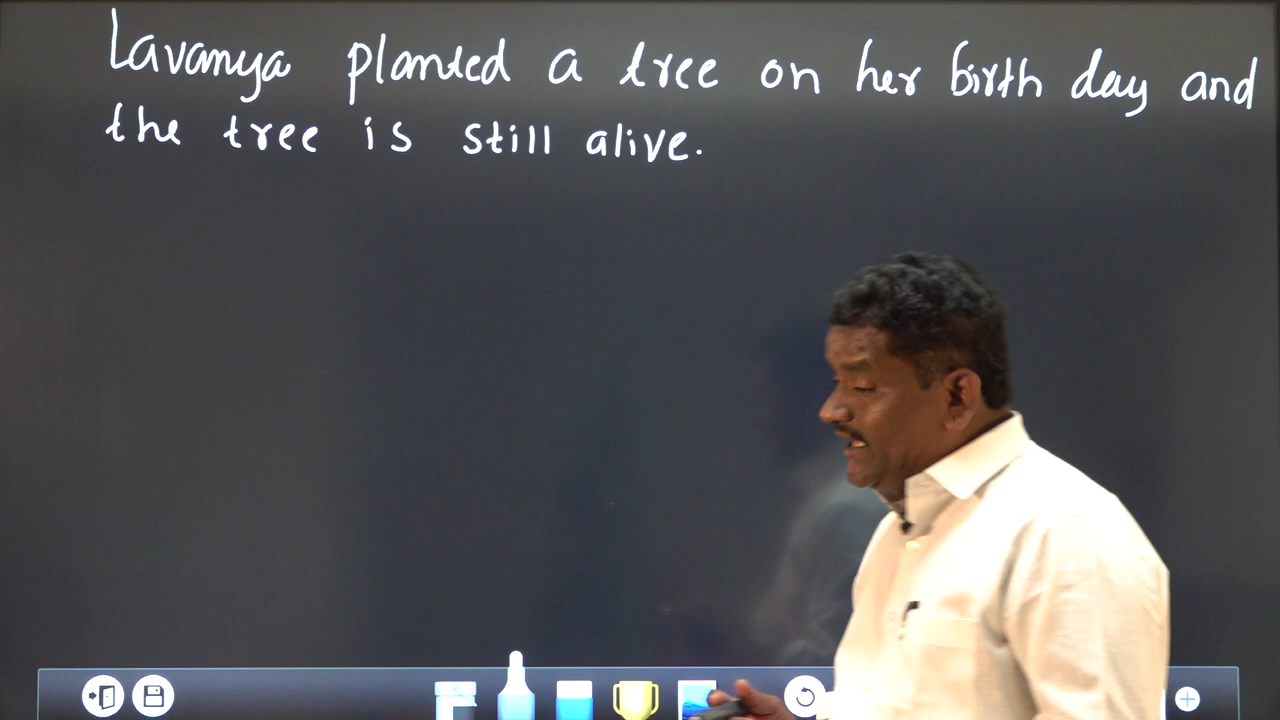 Lavanya planted a tree on her birth day and
the tree is still alive.